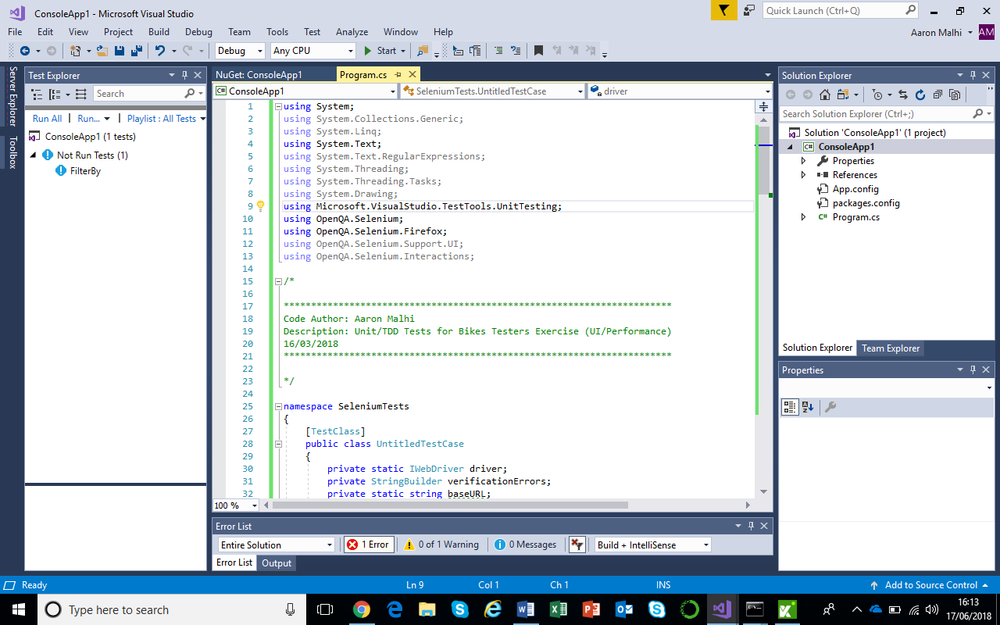 ConsoleApp1 - Microsoft Visual Studio
Quick Launch (Ctrl+Q)
File Edit View Project Build Debug Team Tools Test Analyze Window Help
Aaron Malhi AM
Debug Any CPU Start
Server Explorer
Toolbox
Test Explorer
Search
Run All Run... Playlist : All Tests
ConsoleApp1 (1 tests)
Not Run Tests (1)
FilterBy
NuGet: ConsoleApp1 Program.cs
C# ConsoleApp1 SeleniumTests.UntitledTestCase driver
1 using System;
2 using System.Collections.Generic;
3 using System.Linq;
4 using System.Text;
5 using System.Text.RegularExpressions;
6 using System.Threading;
7 using System.Threading.Tasks;
8 using System.Drawing;
9 using Microsoft.VisualStudio.TestTools.UnitTesting;
10 using OpenQA.Selenium;
11 using OpenQA.Selenium.Firefox;
12 using OpenQA.Selenium.Support.UI;
13 using OpenQA.Selenium.Interactions;
14
15 /*
16
17 ***********************************************************************
18 Code Author: Aaron Malhi
19 Description: Unit/TDD Tests for Bikes Testers Exercise (UI/Performance)
20 16/03/2018
21 ***********************************************************************
22
23 */
24
25 namespace SeleniumTests
26 {
27 [TestClass]
28 public class UntitledTestCase
29 {
30 private static IWebDriver driver;
31 private static StringBuilder verificationErrors;
32 private static string baseURL;
100 %
Error List
Entire Solution 1 Error 0 of 1 Warning 0 Messages Build + IntelliSense
Error List Output
Solution Explorer
Search Solution Explorer (Ctrl+;)
Solution 'ConsoleApp1' (1 project)
C# ConsoleApp1
Properties
References
App.config
packages.config
C# Program.cs
Solution Explorer Team Explorer
Properties
Ready Ln 9 Col 1 Ch 1 INS Add to Source Control
Type here to search
16:13
17/06/2018